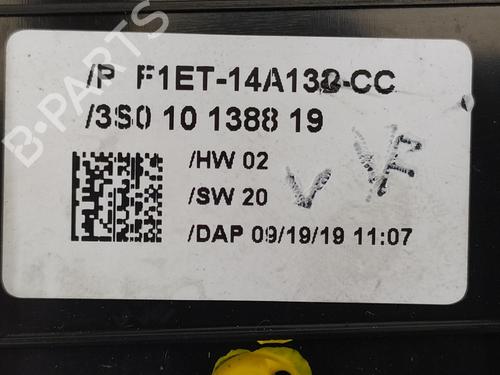 /P F1ET-14A132-CC
/3S0 10 1388 19
/HW 02
/SW 20
/DAP 09/19/19 11:07
V VF
B-PARTS